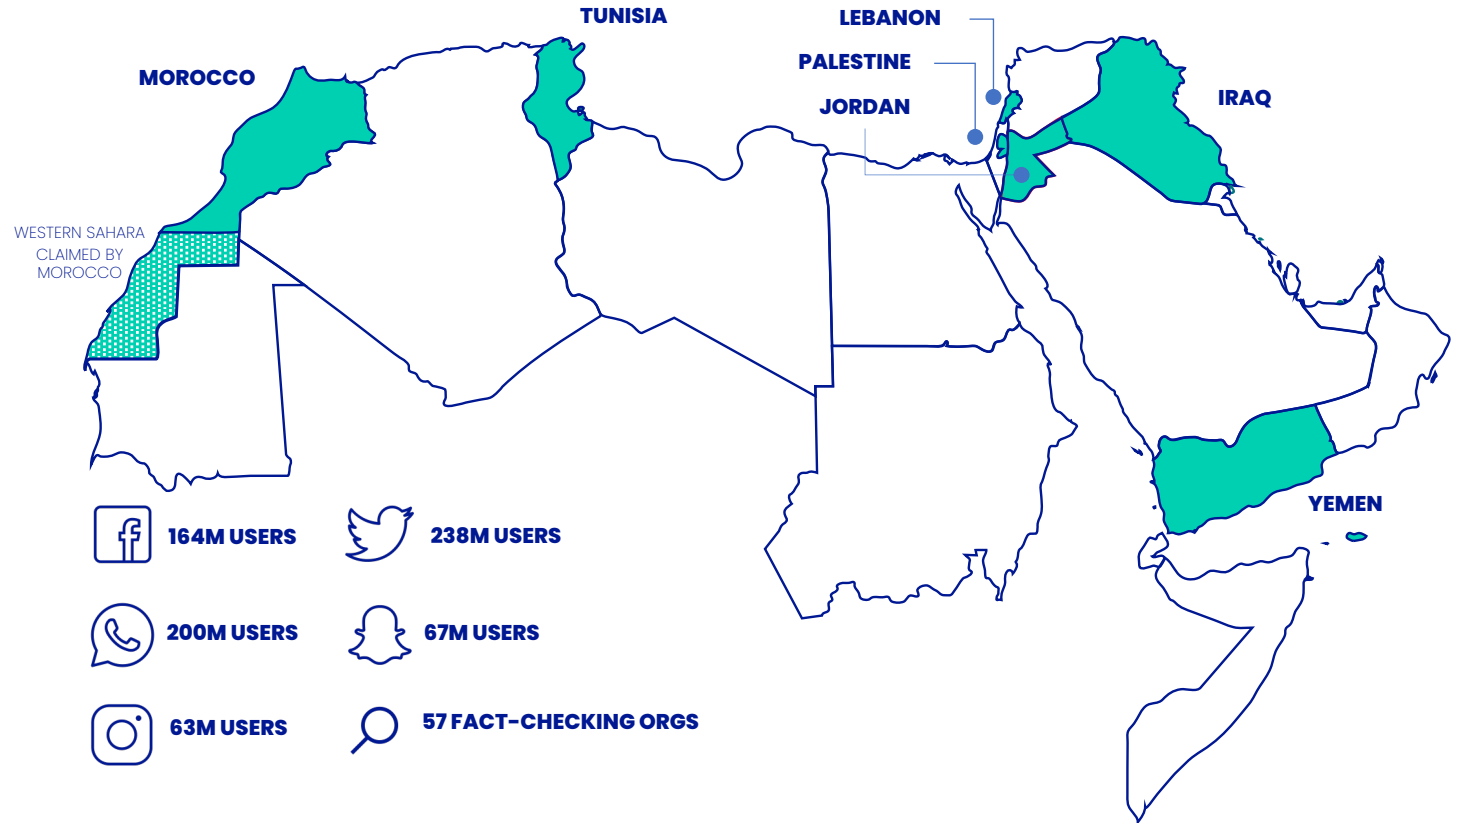 TUNISIA
LEBANON
MOROCCO
PALESTINE
IRAQ
JORDAN
WESTERN SAHARA
CLAIMED BY
MOROCCO
YEMEN
164M USERS
238M USERS
200M USERS
67M USERS
63M USERS
57 FACT-CHECKING ORGS